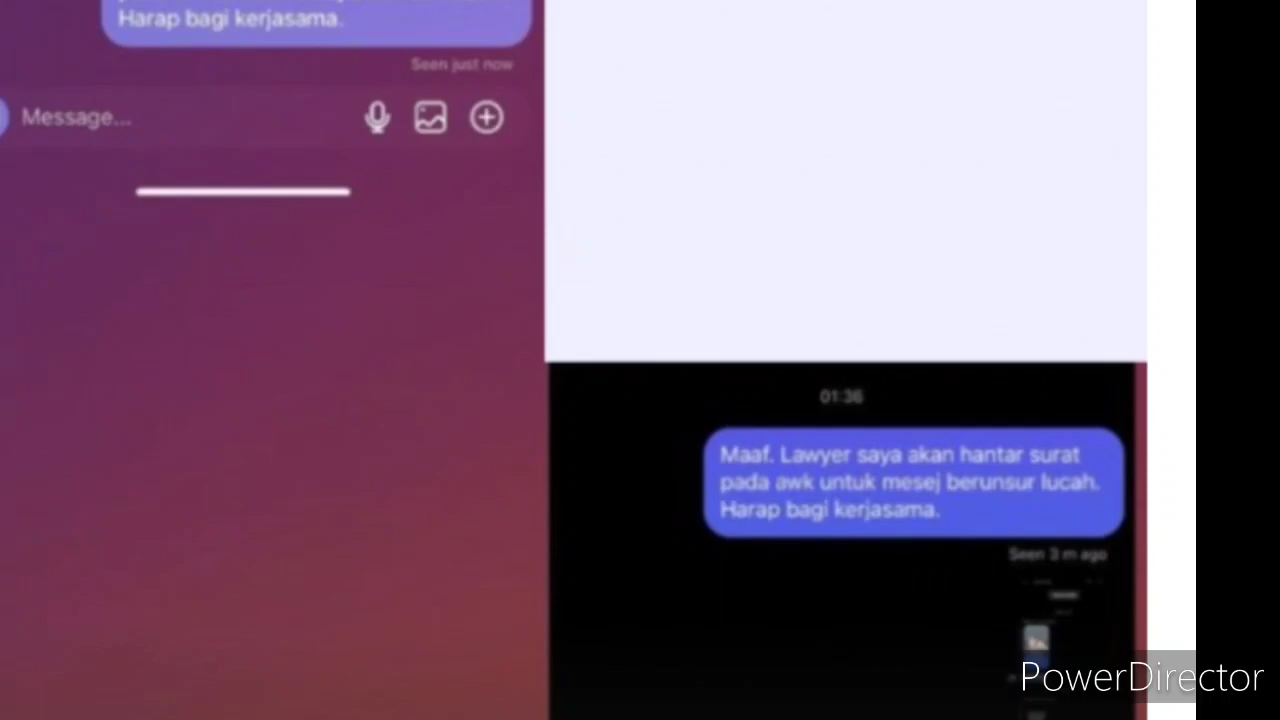 Harap bagi kerjasama.
Seen just now
Message...
01:36
Maaf. Lawyer saya akan hantar surat
pada awk untuk mesej berunsur lucah.
Harap bagi kerjasama.
Seen 3 m ago
PowerDirector